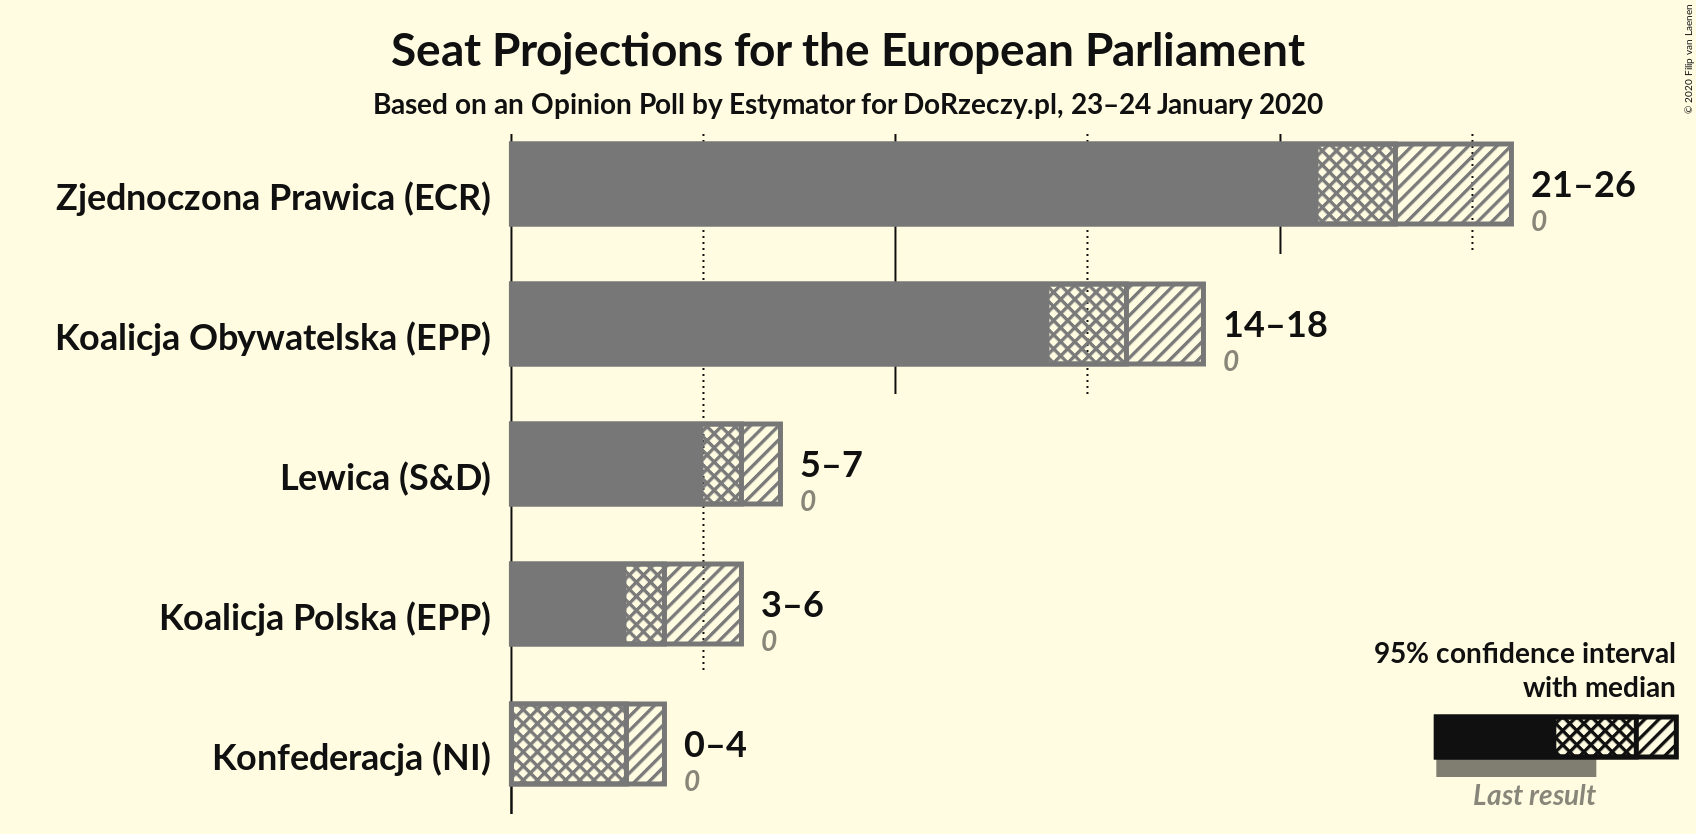 Seat Projections for the European Parliament
Based on an Opinion Poll by Estymator for DoRzeczy.pl, 23–24 January 2020
© 2020 Filip van Laenen
Zjednoczona Prawica (ECR)
21–26
0
Koalicja Obywatelska (EPP)
14–18
0
Lewica (S&D)
5–7
0
Koalicja Polska (EPP)
3–6
0
Konfederacja (NI)
0–4
0
95% confidence interval
with median
Last result